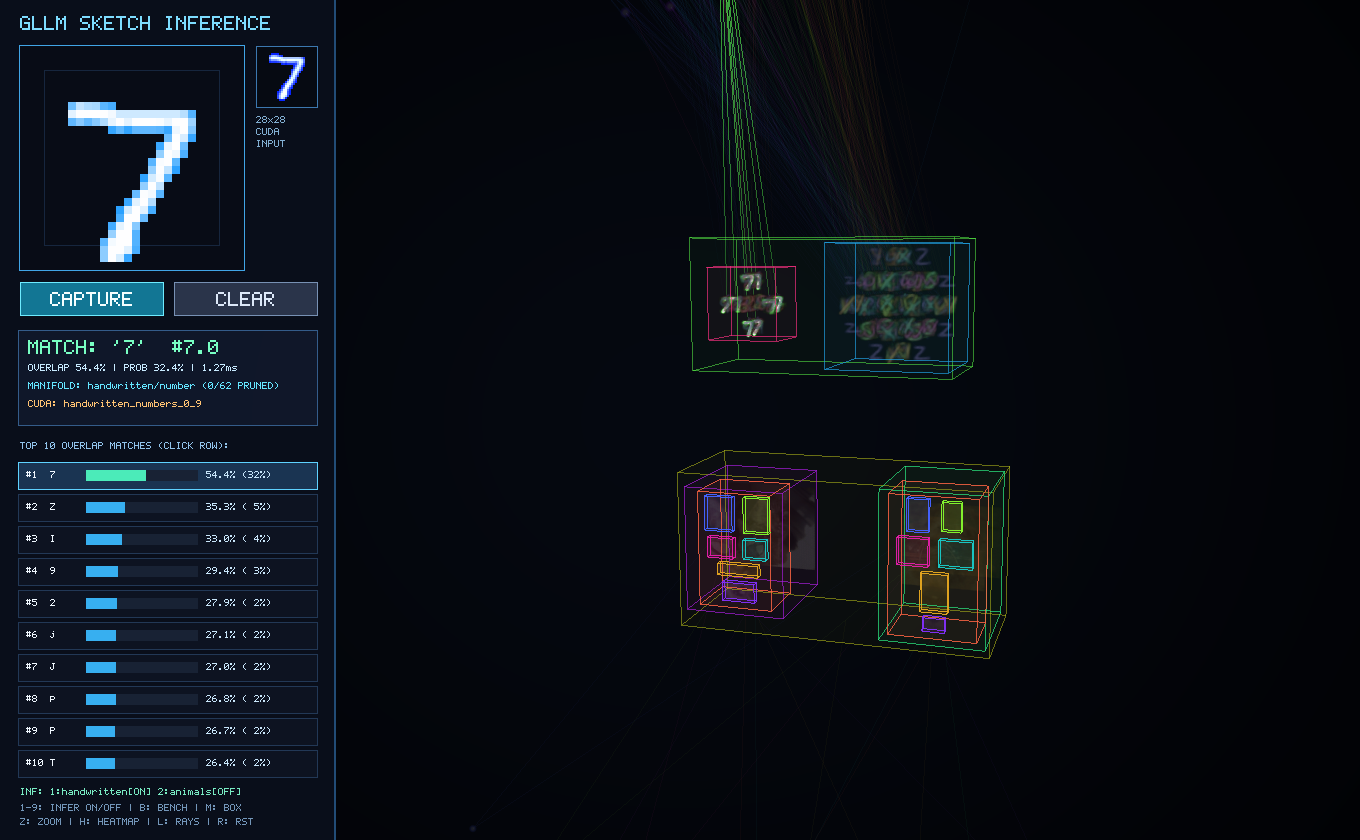 GLLM SKETCH INFERENCE
7
7
28x28
CUDA
INPUT
CAPTURE
CLEAR
MATCH: '7' #7.0
OVERLAP 54.4% | PROB 32.4% | 1.27ms
MANIFOLD: handwritten/number (0/62 PRUNED)
CUDA: handwritten_numbers_0_9
TOP 10 OVERLAP MATCHES (CLICK ROW):
#1 7 54.4% (32%)
#2 Z 35.3% ( 5%)
#3 I 33.0% ( 4%)
#4 9 29.4% ( 3%)
#5 2 27.9% ( 2%)
#6 j 27.1% ( 2%)
#7 J 27.0% ( 2%)
#8 p 26.8% ( 2%)
#9 P 26.7% ( 2%)
#10 T 26.4% ( 2%)
INF: 1:handwritten[ON] 2:animals[OFF]
1-9: INFER ON/OFF | B: BENCH | M: BOX
Z: ZOOM | H: HEATMAP | L: RAYS | R: RST